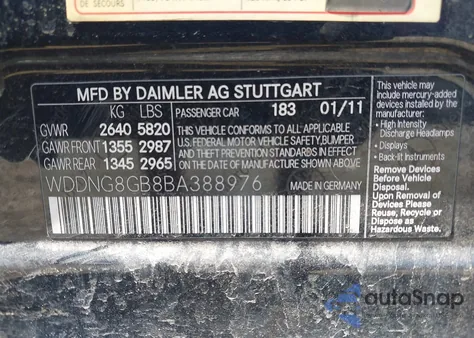 DE SECOURS
MFD BY DAIMLER AG STUTTGART
KG LBS
GVWR 2640 5820
GAWR FRONT 1355 2987
GAWR REAR 1345 2965
PASSENGER CAR 183 01/11
THIS VEHICLE CONFORMS TO ALL APPLICABLE
U.S. FEDERAL MOTOR VEHICLE SAFETY, BUMPER
AND THEFT PREVENTION STANDARDS
IN EFFECT ON THE DATE OF
MANUFACTURE SHOWN ABOVE.
WDDNG8GB8BA388976
MADE IN GERMANY
This vehicle may
include mercury-added
devices:
• High Intensity
Discharge Headlamps
• Displays
• Back-lit Instruments
Remove Devices
Before Vehicle
Disposal.
Upon Removal of
Devices Please
Reuse, Recycle or
Dispose as
Hazardous Waste.
autoSnap